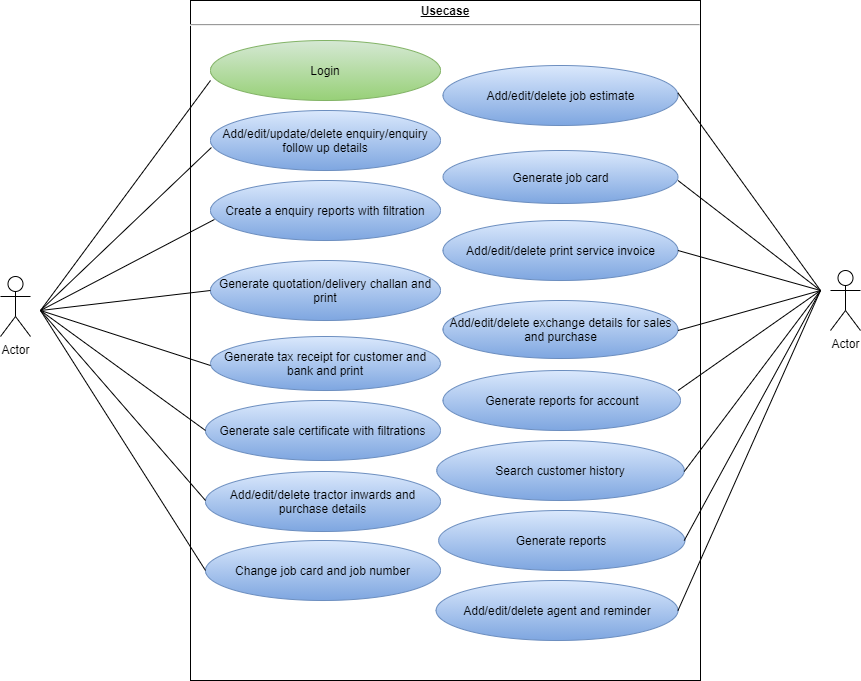 Usecase
Login
Add/edit/update/delete enquiry/enquiry
follow up details
Create a enquiry reports with filtration
Generate quotation/delivery challan and
print
Generate tax receipt for customer and
bank and print
Generate sale certificate with filtrations
Add/edit/delete tractor inwards and
purchase details
Change job card and job number
Add/edit/delete job estimate
Generate job card
Add/edit/delete print service invoice
Add/edit/delete exchange details for sales
and purchase
Generate reports for account
Search customer history
Generate reports
Add/edit/delete agent and reminder
Actor
Actor